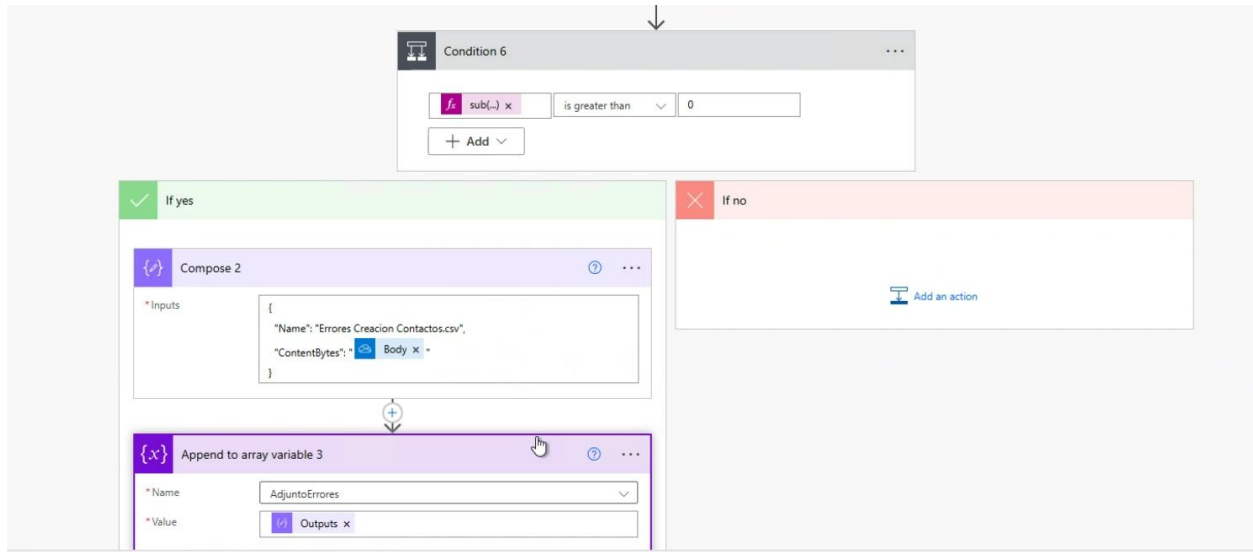 Condition 6
fx sub(...) × is greater than 0
+ Add
If yes
If no
{ } Compose 2
Add an action
*Inputs
{
"Name": "Errores Creacion Contactos.csv",
"ContentBytes": " Body × "
}
{x} Append to array variable 3
*Name AdjuntoErrores
*Value Outputs ×